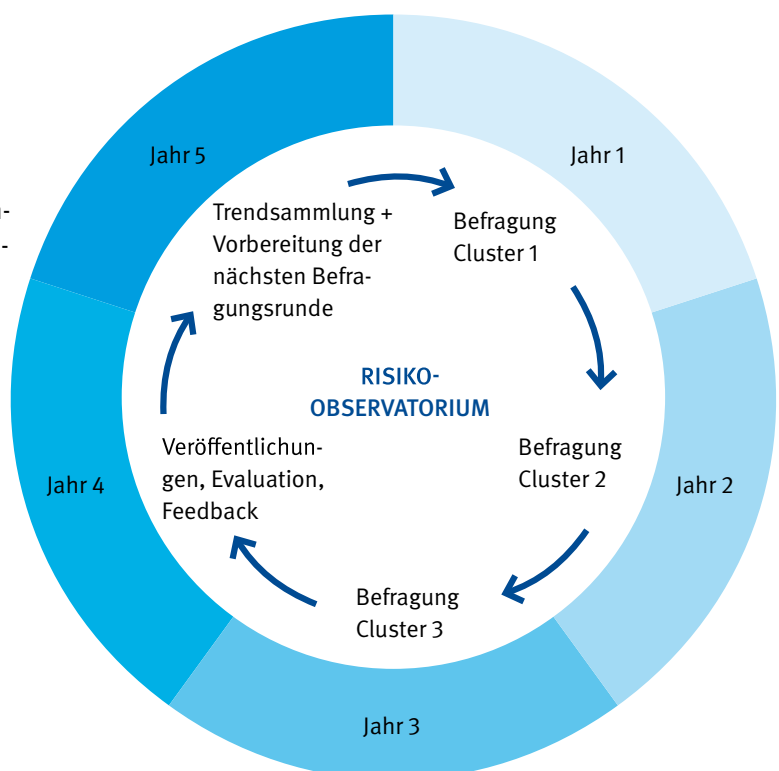 Jahr 5
Jahr 1
Trendsammlung +
Vorbereitung der
nächsten Befra-
gungsrunde
Befragung
Cluster 1
RISIKO-
OBSERVATORIUM
Befragung
Cluster 2
Jahr 2
Befragung
Cluster 3
Jahr 3
Veröffentlichun-
gen, Evaluation,
Feedback
Jahr 4